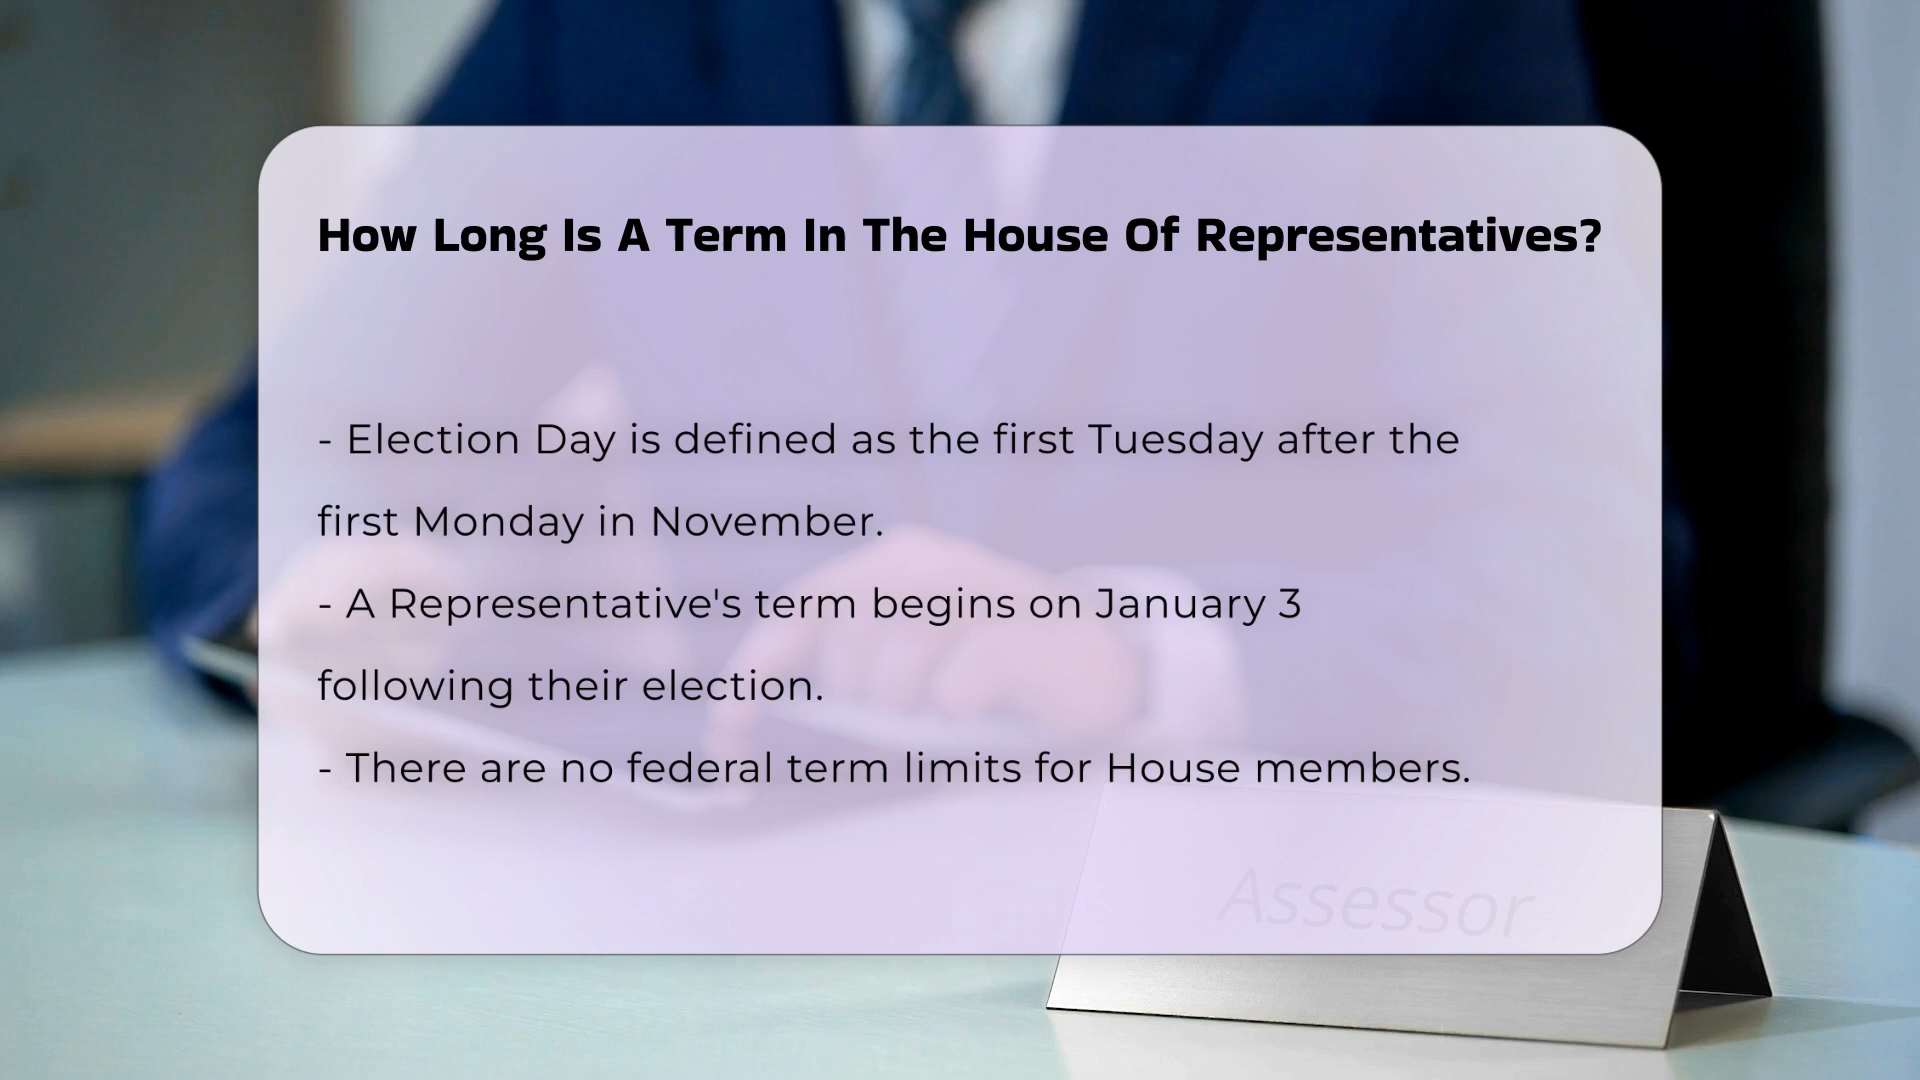 How Long Is A Term In The House Of Representatives?
- Election Day is defined as the first Tuesday after the
first Monday in November.
- A Representative's term begins on January 3
following their election.
- There are no federal term limits for House members.
Assessor